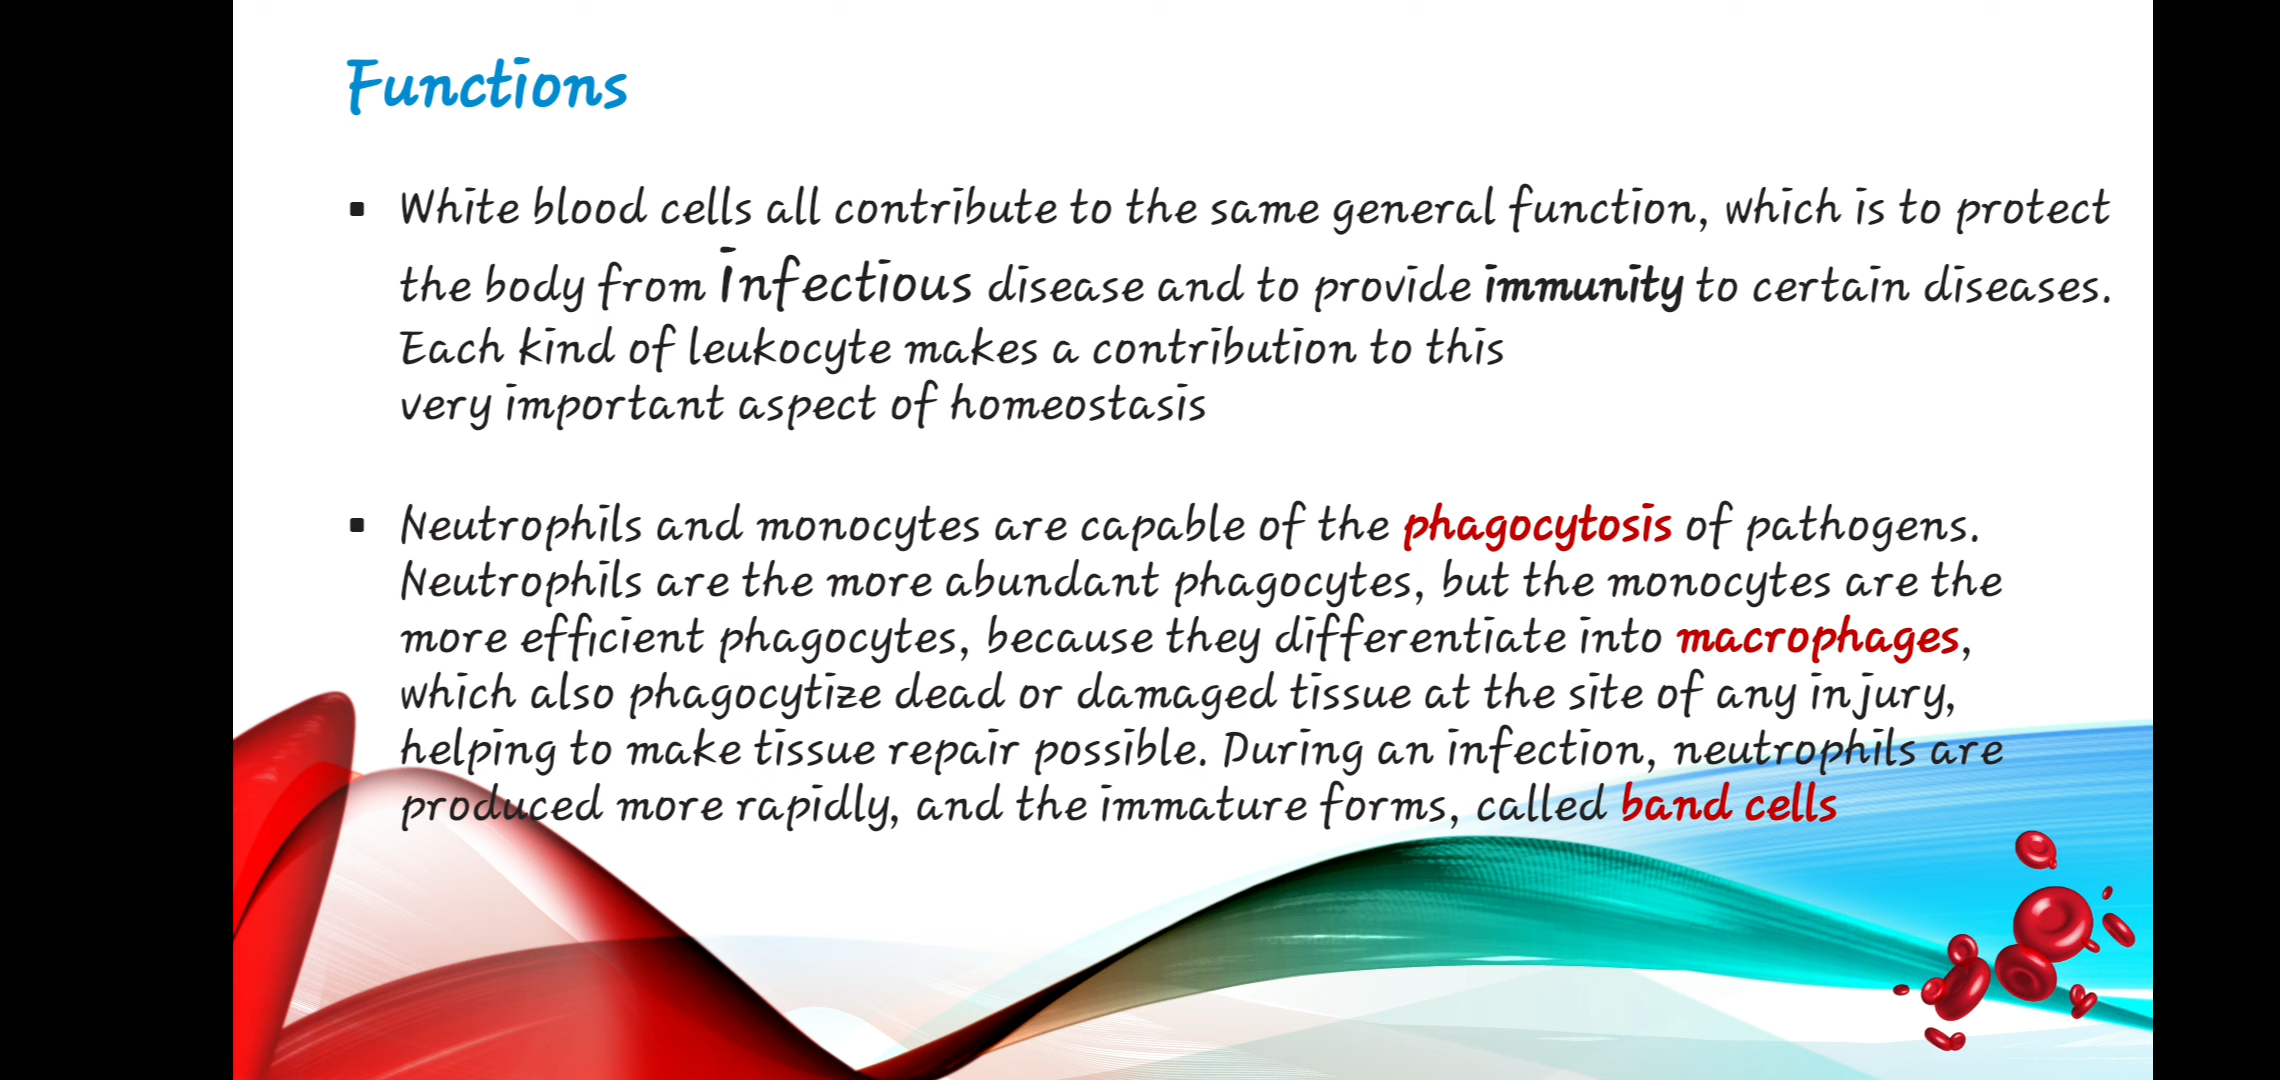 Functions
▪ White blood cells all contribute to the same general function, which is to protect
the body from infectious disease and to provide immunity to certain diseases.
Each kind of leukocyte makes a contribution to this
very important aspect of homeostasis
▪ Neutrophils and monocytes are capable of the phagocytosis of pathogens.
Neutrophils are the more abundant phagocytes, but the monocytes are the
more efficient phagocytes, because they differentiate into macrophages,
which also phagocytize dead or damaged tissue at the site of any injury,
helping to make tissue repair possible. During an infection, neutrophils are
produced more rapidly, and the immature forms, called band cells